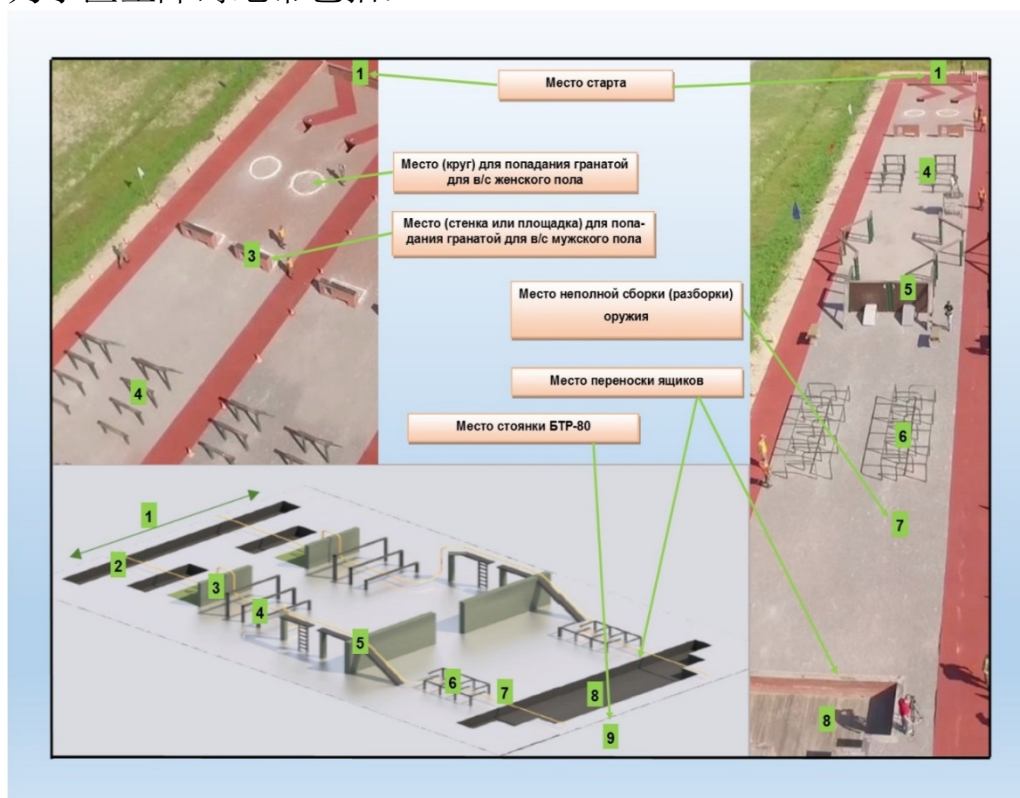 1
Место старта
1
Место (круг) для попадания гранатой
для в/с женского пола
4
Место (стенка или площадка) для попа-
дания гранатой для в/с мужского пола
3
Место неполной сборки (разборки)
оружия
5
4
Место переноски ящиков
Место стоянки БТР-80
6
1
7
2
3
4
5
6
7
8
9
8